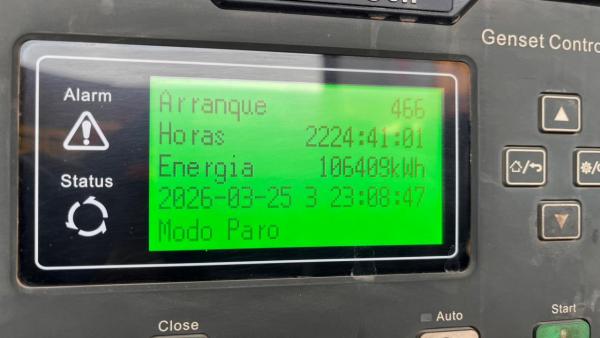 Genset Contro
Alarm
Status
Arranque 466
Horas 2224:41:01
Energia 106409kWh
2026-03-25 3 23:08:47
Modo Paro
Close
Auto
Start